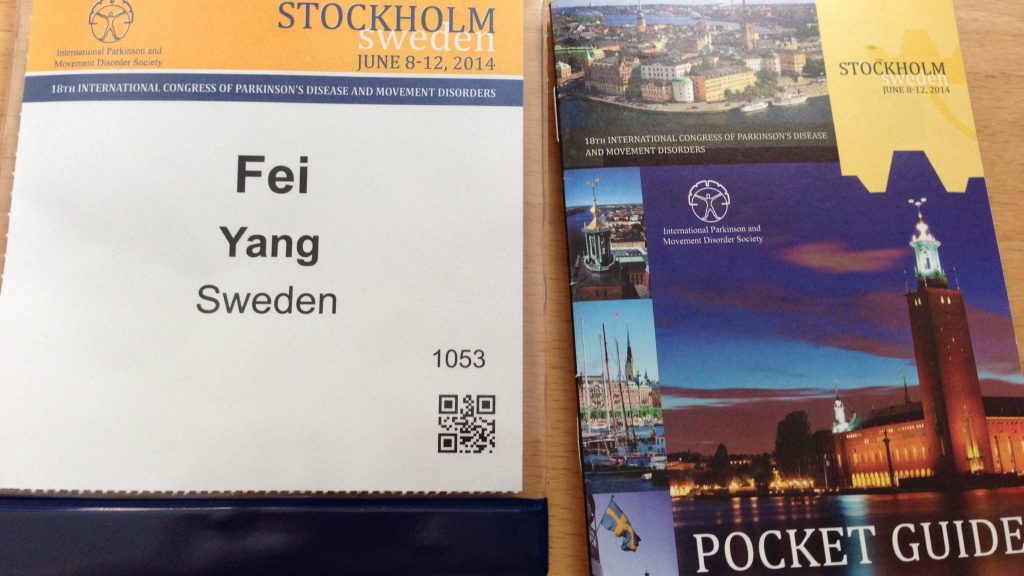 STOCKHOLM
sweden
JUNE 8-12, 2014
International Parkinson and
Movement Disorder Society
18TH INTERNATIONAL CONGRESS OF PARKINSON'S DISEASE AND MOVEMENT DISORDERS
Fei
Yang
Sweden
1053
STOCKHOLM
sweden
JUNE 8-12, 2014
18TH INTERNATIONAL CONGRESS OF PARKINSON'S DISEASE
AND MOVEMENT DISORDERS
International Parkinson and
Movement Disorder Society
POCKET GUIDE